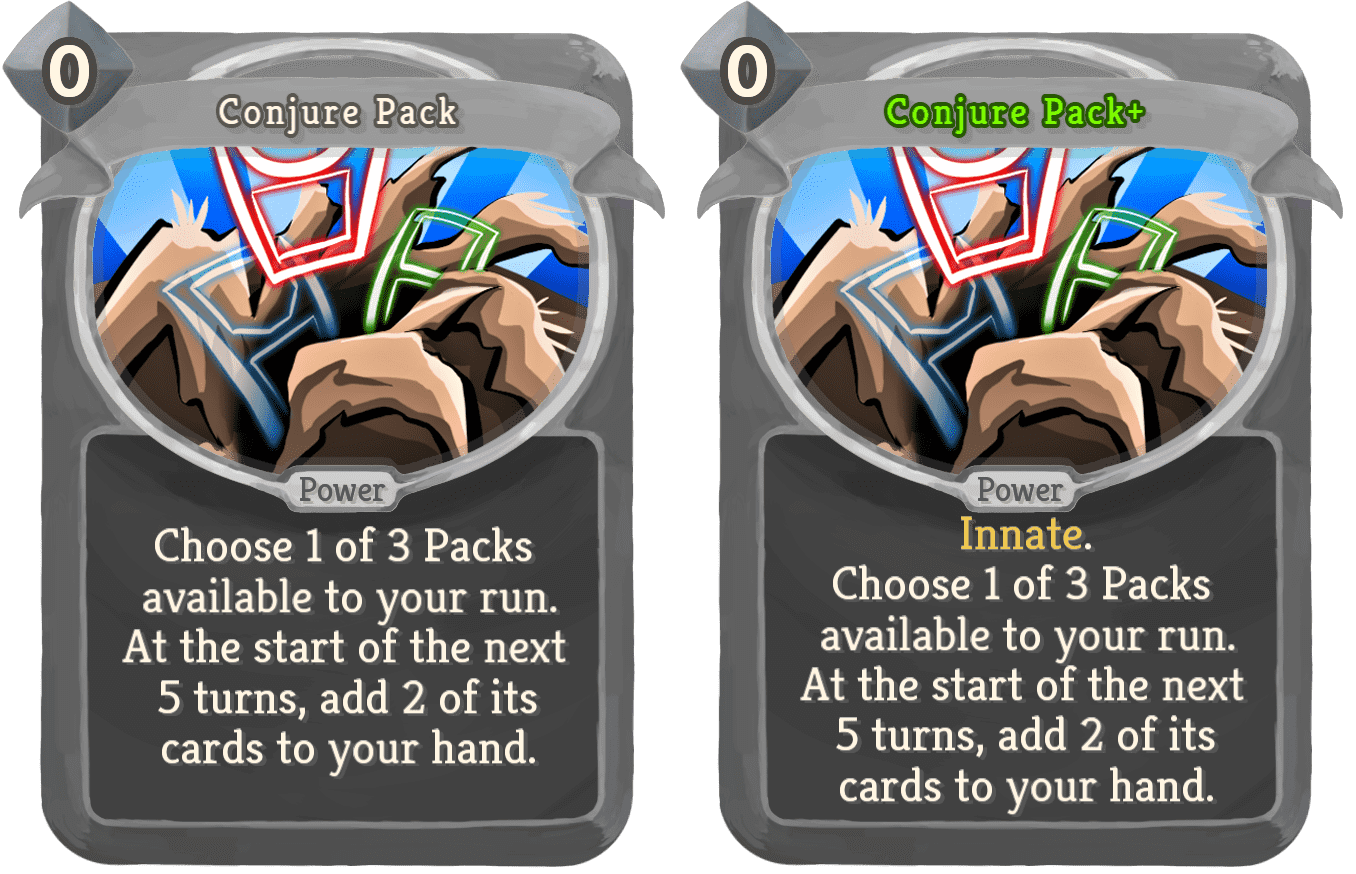 0
Conjure Pack
Power
Choose 1 of 3 Packs
available to your run.
At the start of the next
5 turns, add 2 of its
cards to your hand.
0
Conjure Pack+
Power
Innate.
Choose 1 of 3 Packs
available to your run.
At the start of the next
5 turns, add 2 of its
cards to your hand.